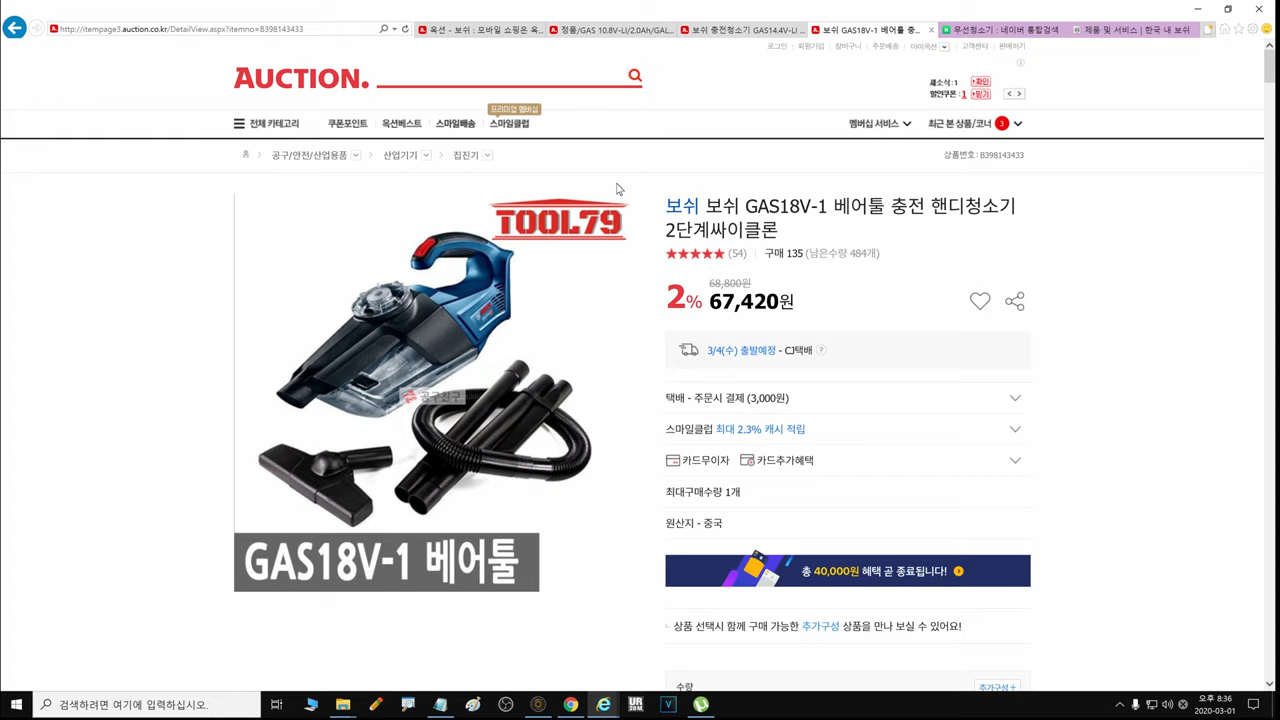 http://itempage3.auction.co.kr/DetailView.aspx?itemno=B398143433
옥션 - 보쉬 : 모바일 쇼핑은 옥...
정품/GAS 10.8V-LI/2.0Ah/GAL...
보쉬 충전청소기 GAS14.4V-LI ...
보쉬 GAS18V-1 베어툴 충...
무선청소기 : 네이버 통합검색
제품 및 서비스 | 한국 내 보쉬
로그인 회원가입 장바구니 주문배송 마이옥션 고객센터 판매하기
AUCTION.
새소식 : 1 확인
할인쿠폰 : 1 받기
프리미엄 멤버십
전체 카테고리 쿠폰포인트 옥션베스트 스마일배송 스마일클럽 멤버십 서비스 최근 본 상품/코너 3
홈 공구/안전/산업용품 산업기기 집진기 상품번호 : B398143433
TOOL79
보쉬 보쉬 GAS18V-1 베어툴 충전 핸디청소기
2단계싸이클론
(54) 구매 135 (남은수량 484개)
68,800원
2% 67,420원
3/4(수) 출발예정 - CJ택배 ?
공구친구
택배 - 주문시 결제 (3,000원)
스마일클럽 최대 2.3% 캐시 적립
카드무이자 카드추가혜택
최대구매수량 1개
원산지 - 중국
GAS18V-1 베어툴
총 40,000원 혜택 곧 종료됩니다!
상품 선택시 함께 구매 가능한 추가구성 상품을 만나 보실 수 있어요!
수량 추가구성+
검색하려면 여기에 입력하십시오.
오후 8:36
2020-03-01